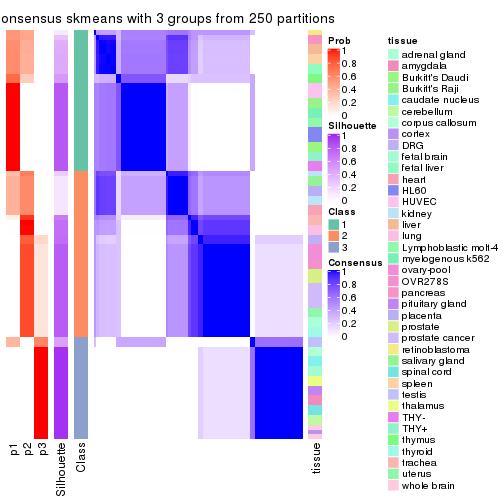 onsensus skmeans with 3 groups from 250 partitions
Prob
1
0.8
0.6
0.4
0.2
0
Silhouette
1
0.8
0.6
0.4
0.2
0
Class
1
2
3
Consensus
1
0.8
0.6
0.4
0.2
0
tissue
adrenal gland
amygdala
Burkitt's Daudi
Burkitt's Raji
caudate nucleus
cerebellum
corpus callosum
cortex
DRG
fetal brain
fetal liver
heart
HL60
HUVEC
kidney
liver
lung
Lymphoblastic molt-4
myelogenous k562
ovary-pool
OVR278S
pancreas
pituitary gland
placenta
prostate
prostate cancer
retinoblastoma
salivary gland
spinal cord
spleen
testis
thalamus
THY-
THY+
thymus
thyroid
trachea
uterus
whole brain
p1
p2
p3
Silhouette
Class
tissue